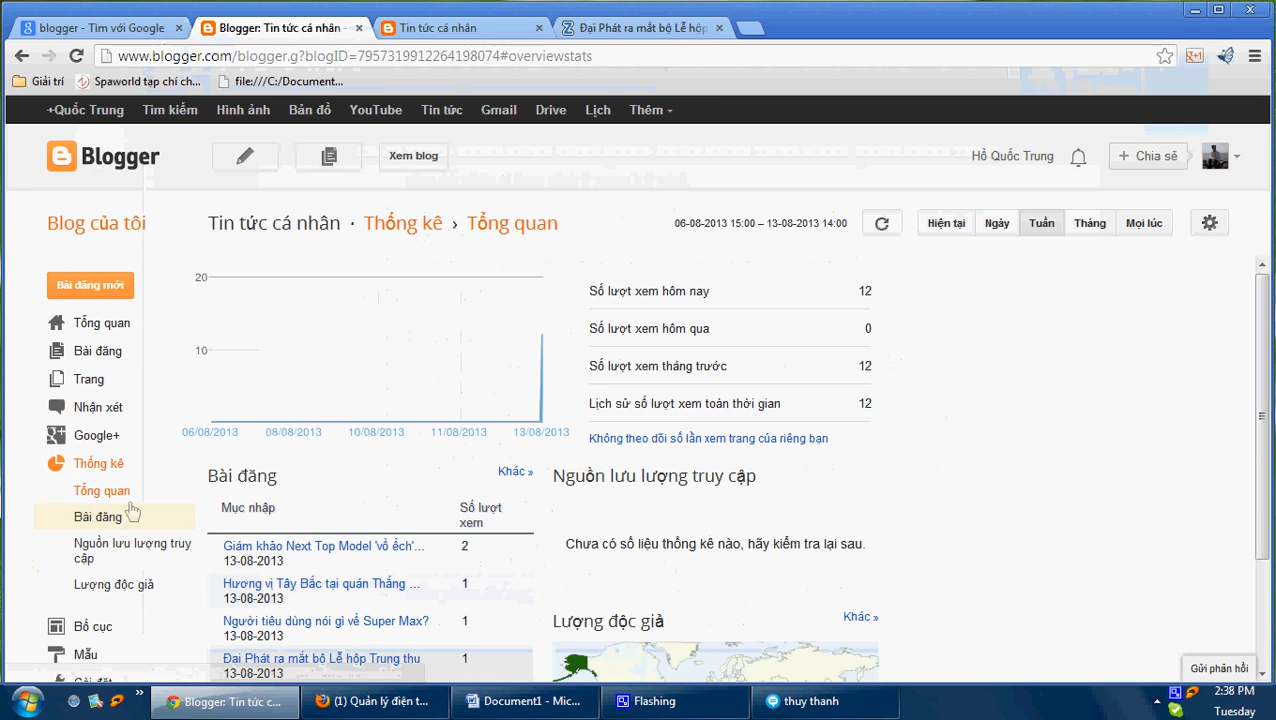 blogger - Tìm với Google
Blogger: Tin tức cá nhân -
Tin tức cá nhân
Đại Phát ra mắt bộ Lễ hộp
www.blogger.com/blogger.g?blogID=7957319912264198074#overviewstats
Giải trí
Spaworld tạp chí ch...
file:///C:/Document...
+Quốc Trung Tìm kiếm Hình ảnh Bản đồ YouTube Tin tức Gmail Drive Lịch Thêm
Blogger
Xem blog
Hồ Quốc Trung
+ Chia sẽ
Blog của tôi
Tin tức cá nhân · Thống kê › Tổng quan
06-08-2013 15:00 – 13-08-2013 14:00
Hiện tại Ngày Tuần Tháng Mọi lúc
Bài đăng mới
Tổng quan
Bài đăng
Trang
Nhận xét
Google+
Thống kê
Tổng quan
Bài đăng
Nguồn lưu lượng truy
cập
Lượng độc giả
Bố cục
Mẫu
20
10
06/08/2013 08/08/2013 10/08/2013 11/08/2013 13/08/2013
Số lượt xem hôm nay 12
Số lượt xem hôm qua 0
Số lượt xem tháng trước 12
Lịch sử số lượt xem toàn thời gian 12
Không theo dõi số lần xem trang của riêng bạn
Bài đăng
Khác »
Mục nhập
Số lượt
xem
Giám khảo Next Top Model 'vồ ếch'... 2
13-08-2013
Hương vị Tây Bắc tại quán Thắng ... 1
13-08-2013
Người tiêu dùng nói gì về Super Max? 1
13-08-2013
Đại Phát ra mắt bộ Lễ hộp Trung thu 1
13-08-2013
Nguồn lưu lượng truy cập
Chưa có số liệu thống kê nào, hãy kiểm tra lại sau.
Lượng độc giả
Khác »
Gửi phản hồi
Blogger: Tin tức c...
(1) Quản lý điện t...
Document1 - Mic...
Flashing
thuy thanh
2:38 PM
Tuesday